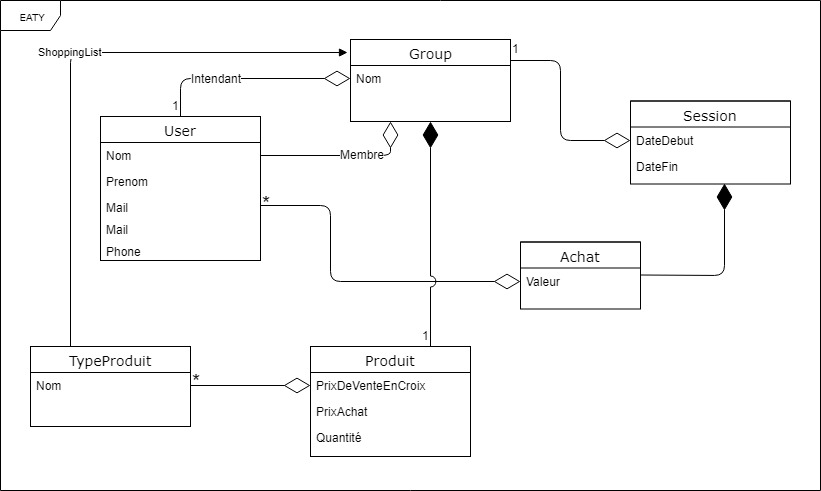 EATY
ShoppingList
Group
Nom
1
Intendant
1
User
Nom
Prenom
Mail
Mail
Phone
Membre
*
Session
DateDebut
DateFin
Achat
Valeur
1
TypeProduit
Nom
*
Produit
PrixDeVenteEnCroix
PrixAchat
Quantité